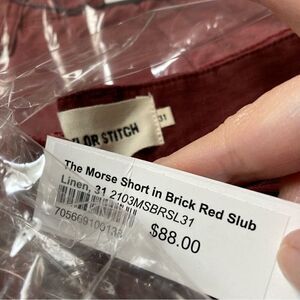 LOR STITCH
31
The Morse Short in Brick Red Slub
Linen, 31 2103MSBRSL31
$88.00